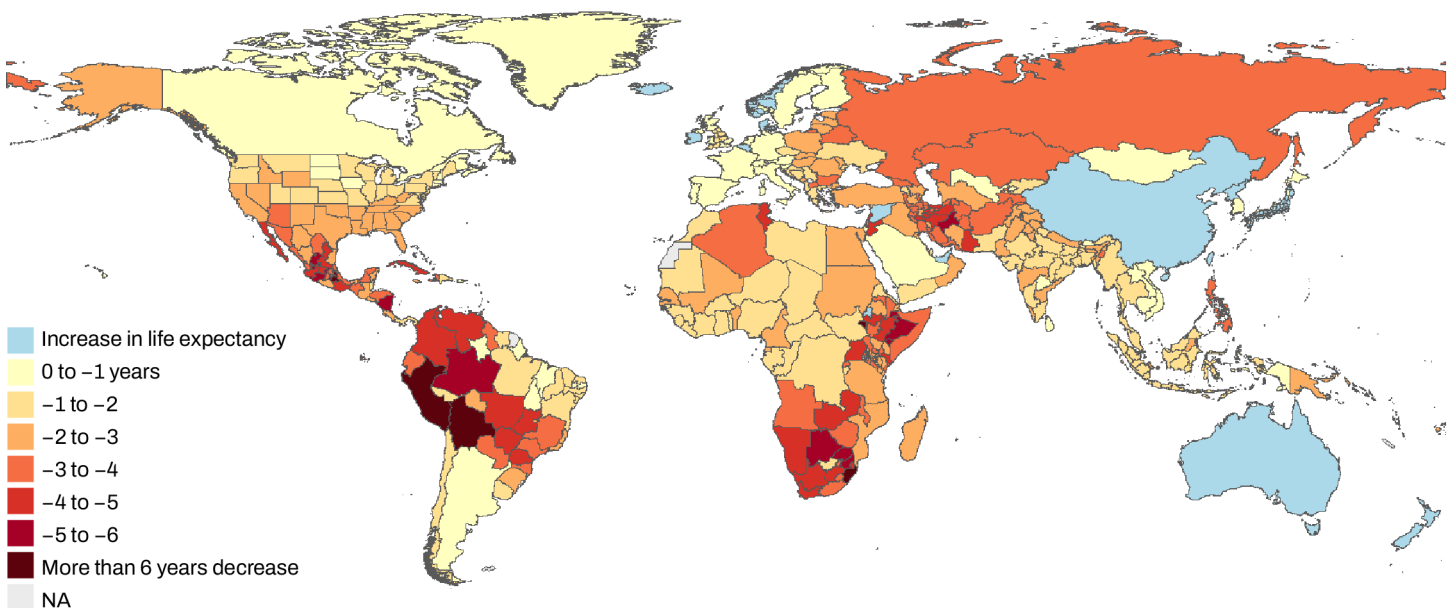 Increase in life expectancy
0 to −1 years
−1 to −2
−2 to −3
−3 to −4
−4 to −5
−5 to −6
More than 6 years decrease
NA